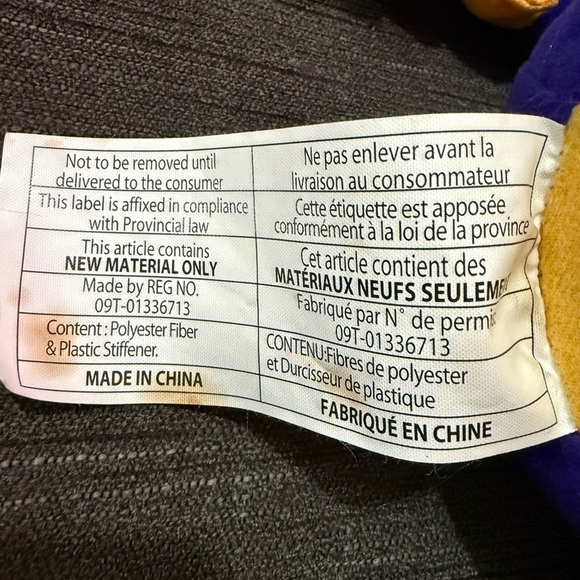 Not to be removed until
delivered to the consumer
This label is affixed in compliance
with Provincial law
This article contains
NEW MATERIAL ONLY
Made by REG NO.
09T-01336713
Content : Polyester Fiber
& Plastic Stiffener.
MADE IN CHINA
Ne pas enlever avant la
livraison au consommateur
Cette étiquette est apposée
conformément à la loi de la province
Cet article contient des
MATÉRIAUX NEUFS
Fabriqué par N° de
09T-01336713
CONTENU:Fibres de polyester
et Durcisseur de plastique
FABRIQUÉ EN CHINE